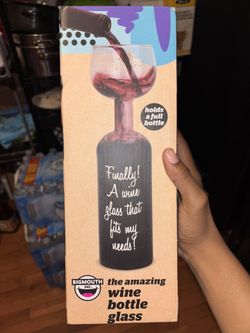 holds
a full
bottle
Finally!
A wine
glass that
fits my
needs!
BIGMOUTH
INC.
the amazing
wine
bottle
glass